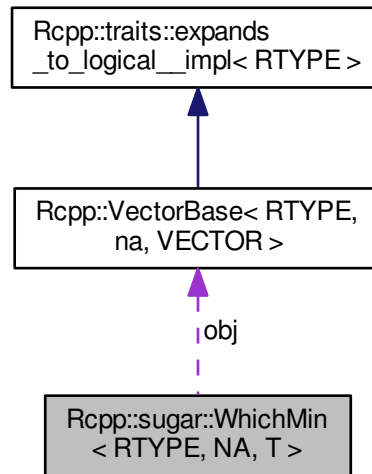 Rcpp::traits::expands
_to_logical__impl< RTYPE >
Rcpp::VectorBase< RTYPE,
na, VECTOR >
obj
Rcpp::sugar::WhichMin
< RTYPE, NA, T >